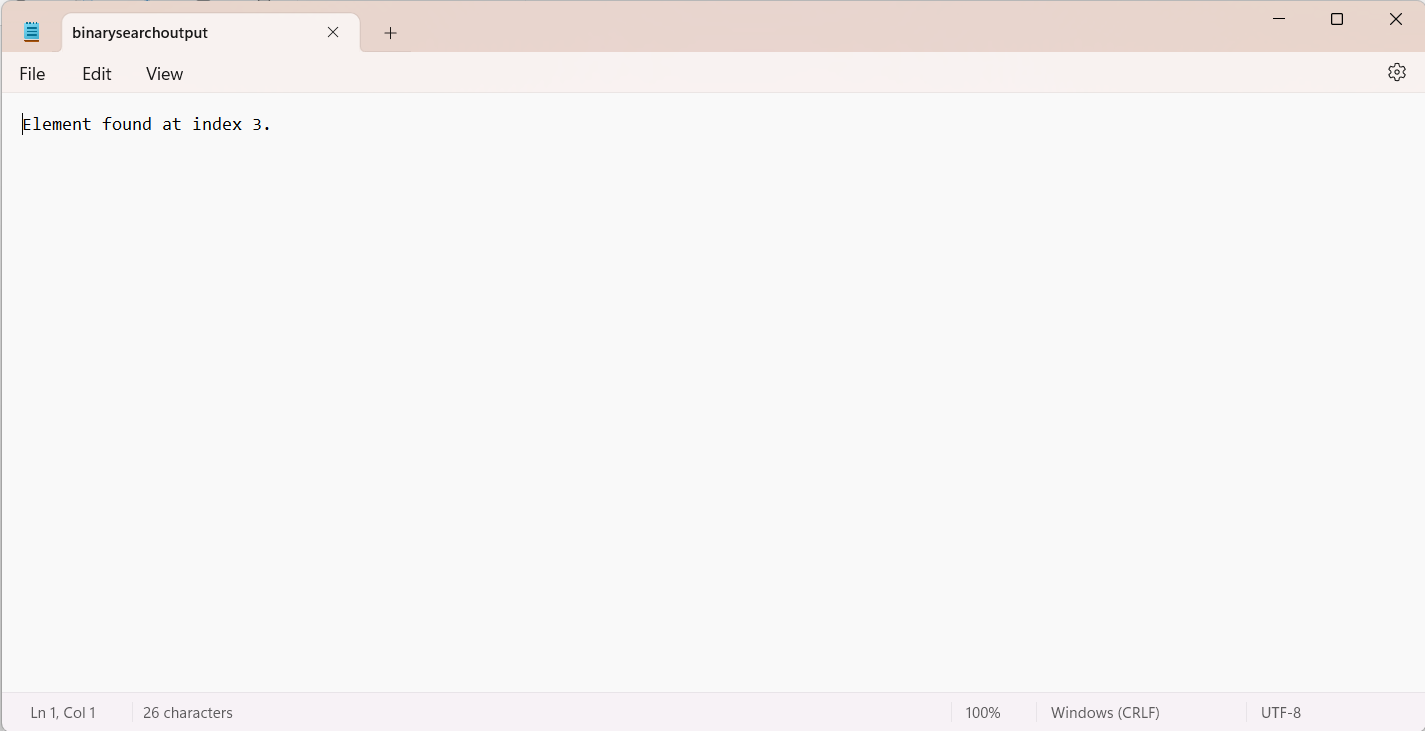 binarysearchoutput
File Edit View
Element found at index 3.
Ln 1, Col 1 26 characters 100% Windows (CRLF) UTF-8